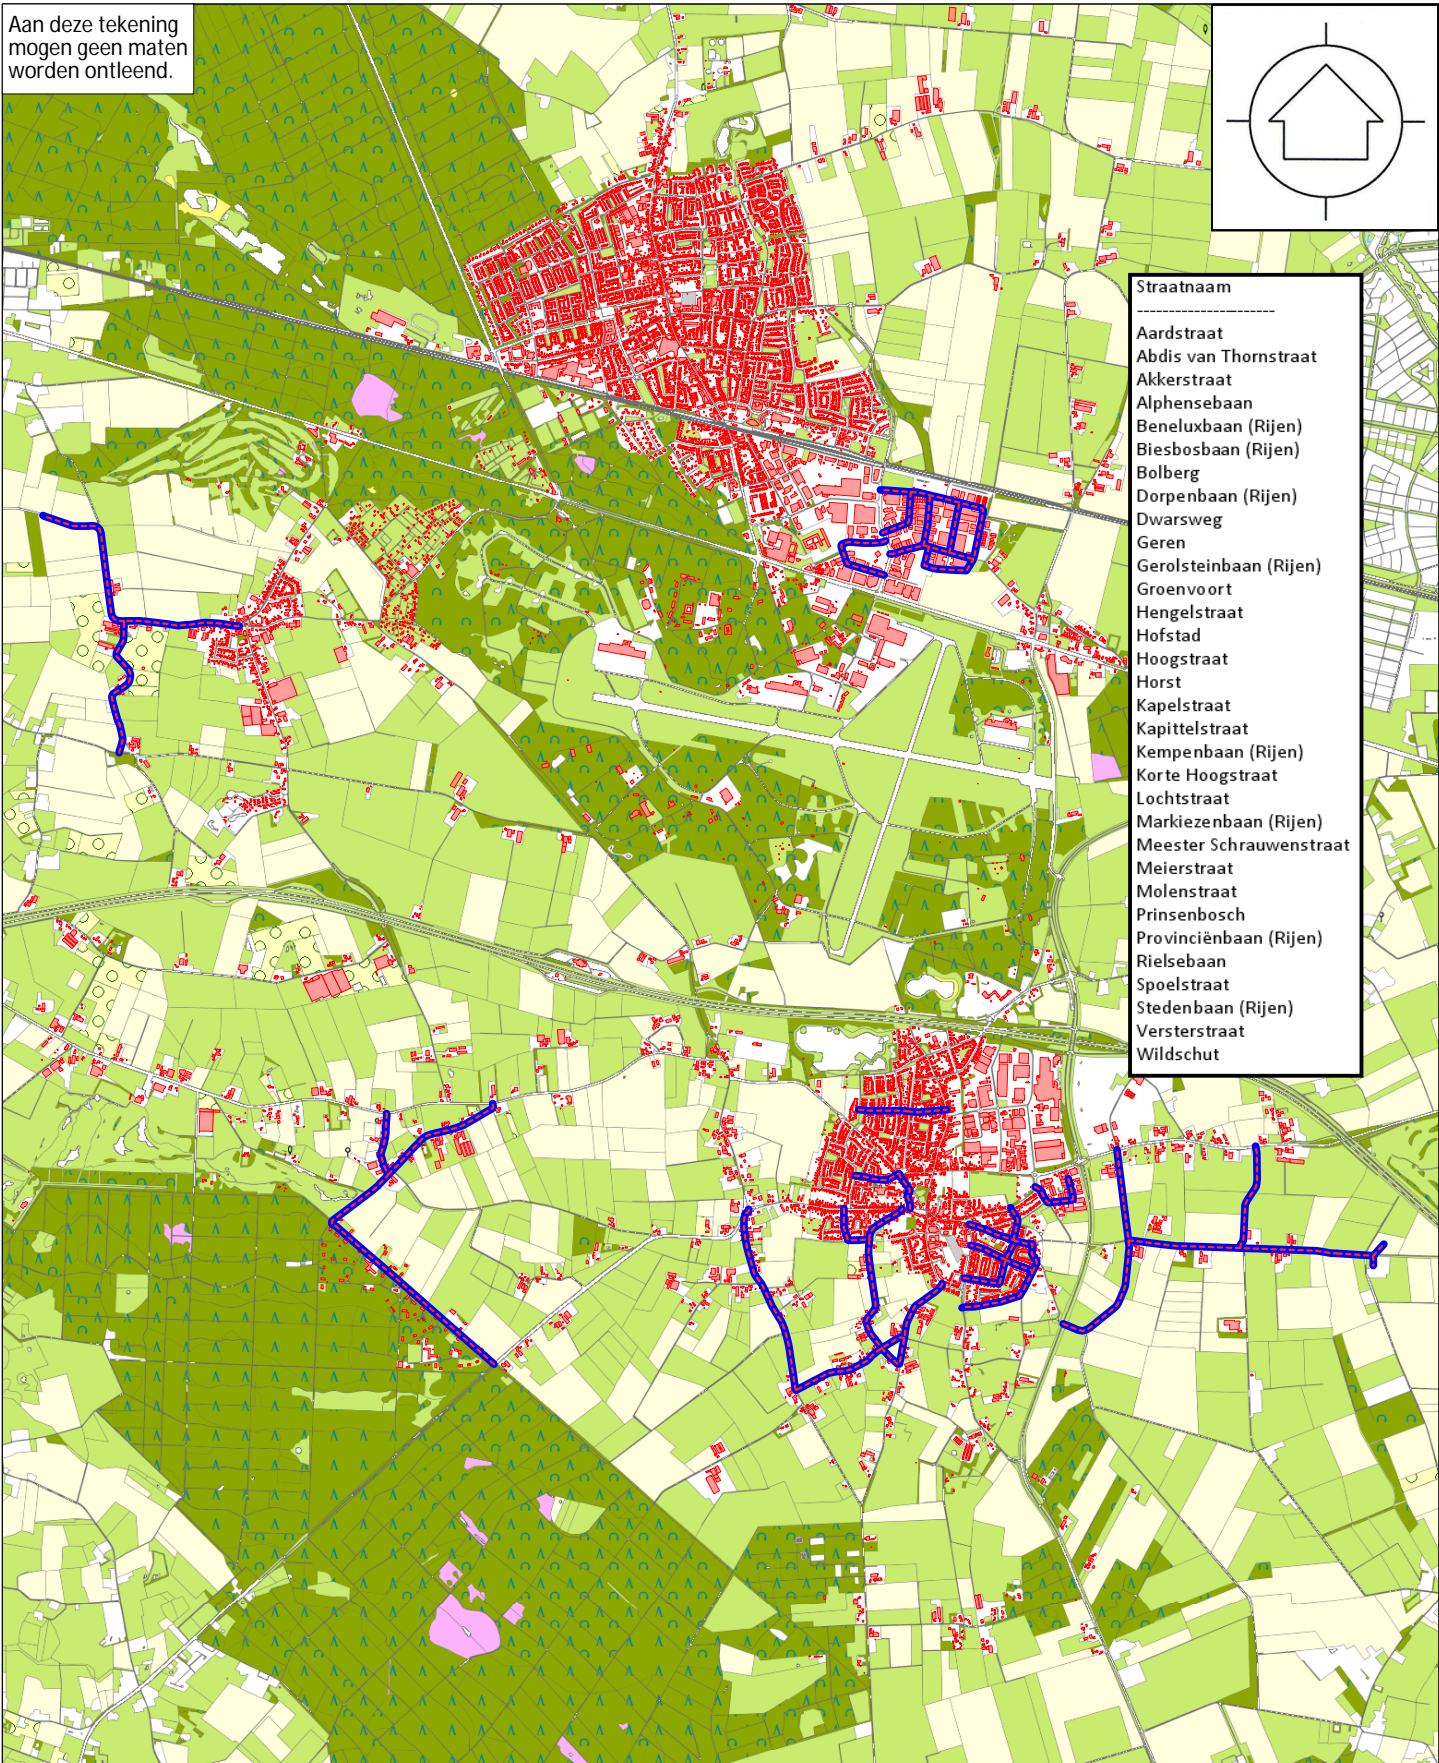 Aan deze tekening
mogen geen maten
worden ontleend.
Straatnaam
-----------------------
Aardstraat
Abdis van Thornstraat
Akkerstraat
Alphensebaan
Beneluxbaan (Rijen)
Biesbosbaan (Rijen)
Bolberg
Dorpenbaan (Rijen)
Dwarsweg
Geren
Gerolsteinbaan (Rijen)
Groenvoort
Hengelstraat
Hofstad
Hoogstraat
Horst
Kapelstraat
Kapittelstraat
Kempenbaan (Rijen)
Korte Hoogstraat
Lochtstraat
Markiezenbaan (Rijen)
Meester Schrauwenstraat
Meierstraat
Molenstraat
Prinsenbosch
Provinciënbaan (Rijen)
Rielsebaan
Spoelstraat
Stedenbaan (Rijen)
Versterstraat
Wildschut